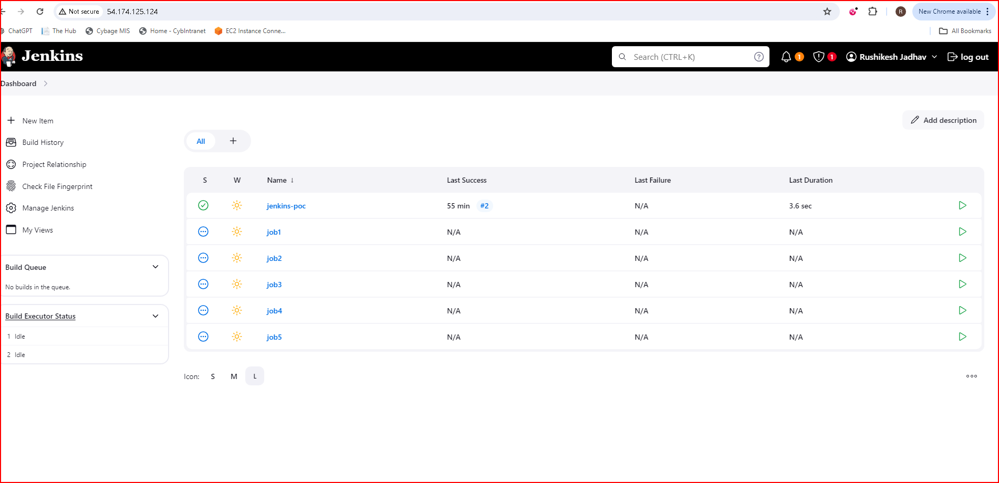 Not secure 54.174.125.124 New Chrome available
ChatGPT The Hub Cybage MIS Home - CybIntranet EC2 Instance Conne... All Bookmarks
Jenkins Search (CTRL+K) ? 1 1 Rushikesh Jadhav log out
R
Dashboard
New Item
Build History
Project Relationship
Check File Fingerprint
Manage Jenkins
My Views
Build Queue
No builds in the queue.
Build Executor Status
1 Idle
2 Idle
Add description
All +
S W Name ↓ Last Success Last Failure Last Duration
jenkins-poc 55 min #2 N/A 3.6 sec
job1 N/A N/A N/A
job2 N/A N/A N/A
job3 N/A N/A N/A
job4 N/A N/A N/A
job5 N/A N/A N/A
Icon: S M L